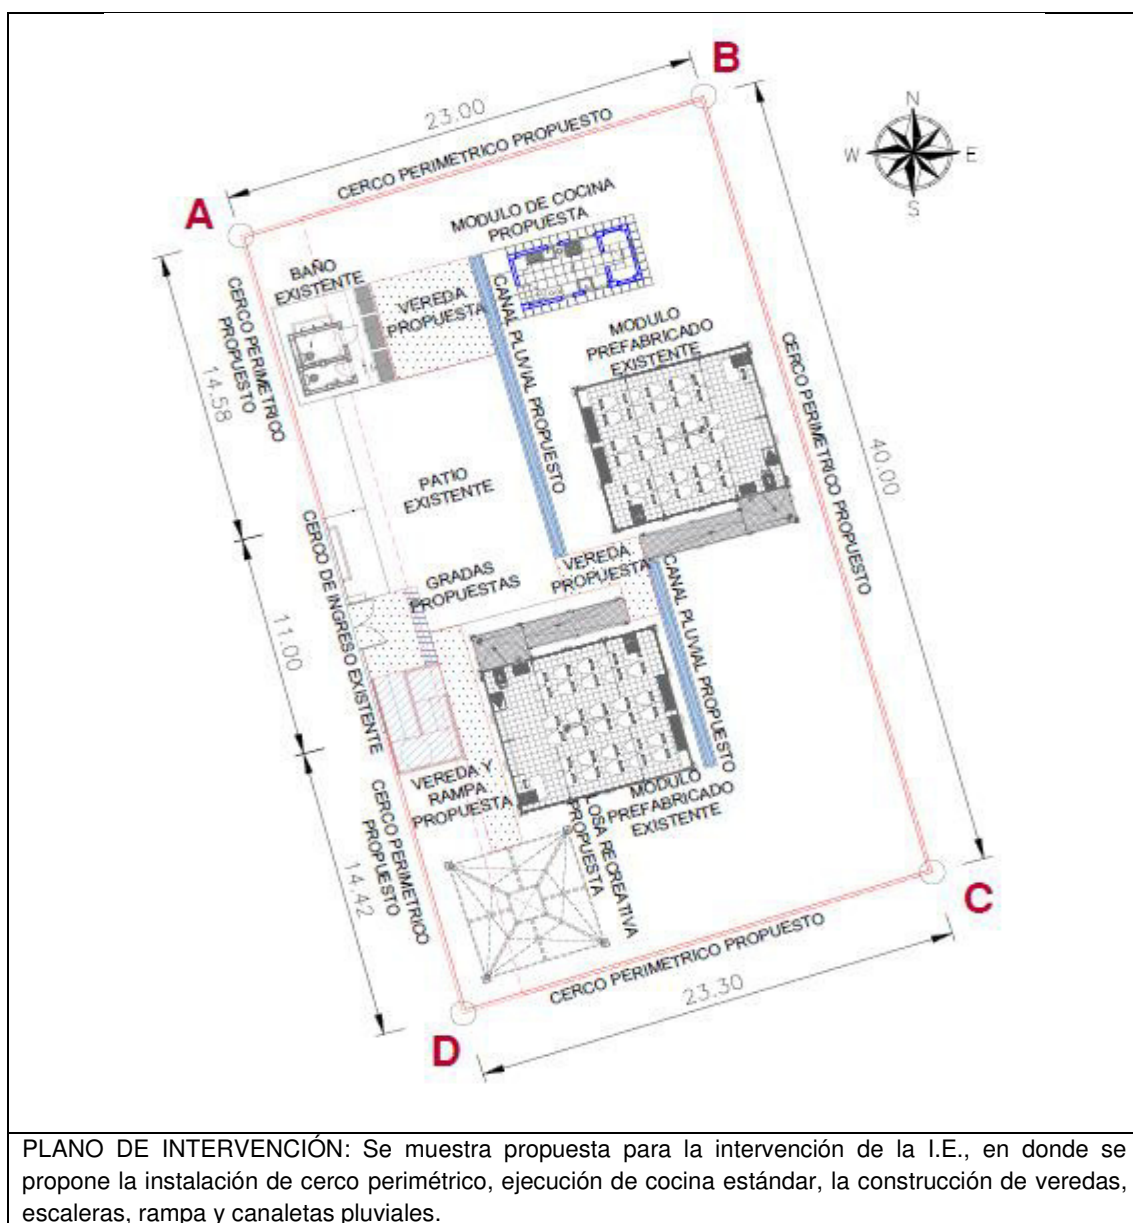 B
23.00
CERCO PERIMETRICO PROPUESTO
N
W
E
S
A
MODULO DE COCINA
PROPUESTA
BAÑO
EXISTENTE
VEREDA
PROPUESTA
CANAL PLUVIAL PROPUESTO
MODULO
PREFABRICADO
EXISTENTE
CERCO PERIMETRICO
PROPUESTO
14.58
CERCO PERIMETRICO PROPUESTO
40.00
PATIO
EXISTENTE
CERCO DE INGRESO EXISTENTE
GRADAS
PROPUESTAS
VEREDA
PROPUESTA
CANAL PLUVIAL PROPUESTO
11.00
VEREDA Y
RAMPA
PROPUESTA
MODULO
PREFABRICADO
EXISTENTE
LOSA RECREATIVA
PROPUESTA
CERCO PERIMETRICO
PROPUESTO
14.42
C
CERCO PERIMETRICO PROPUESTO
23.30
D
PLANO DE INTERVENCIÓN: Se muestra propuesta para la intervención de la I.E., en donde se
propone la instalación de cerco perimétrico, ejecución de cocina estándar, la construcción de veredas,
escaleras, rampa y canaletas pluviales.